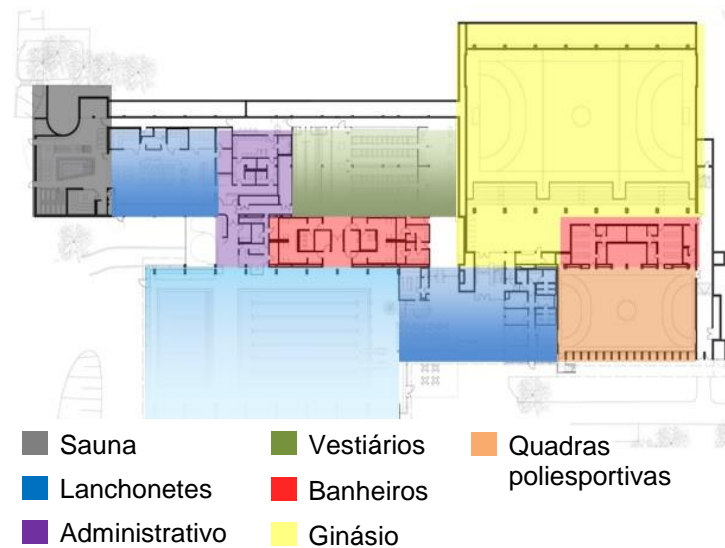 Sauna
Lanchonetes
Administrativo
Vestiários
Banheiros
Ginásio
Quadras
poliesportivas